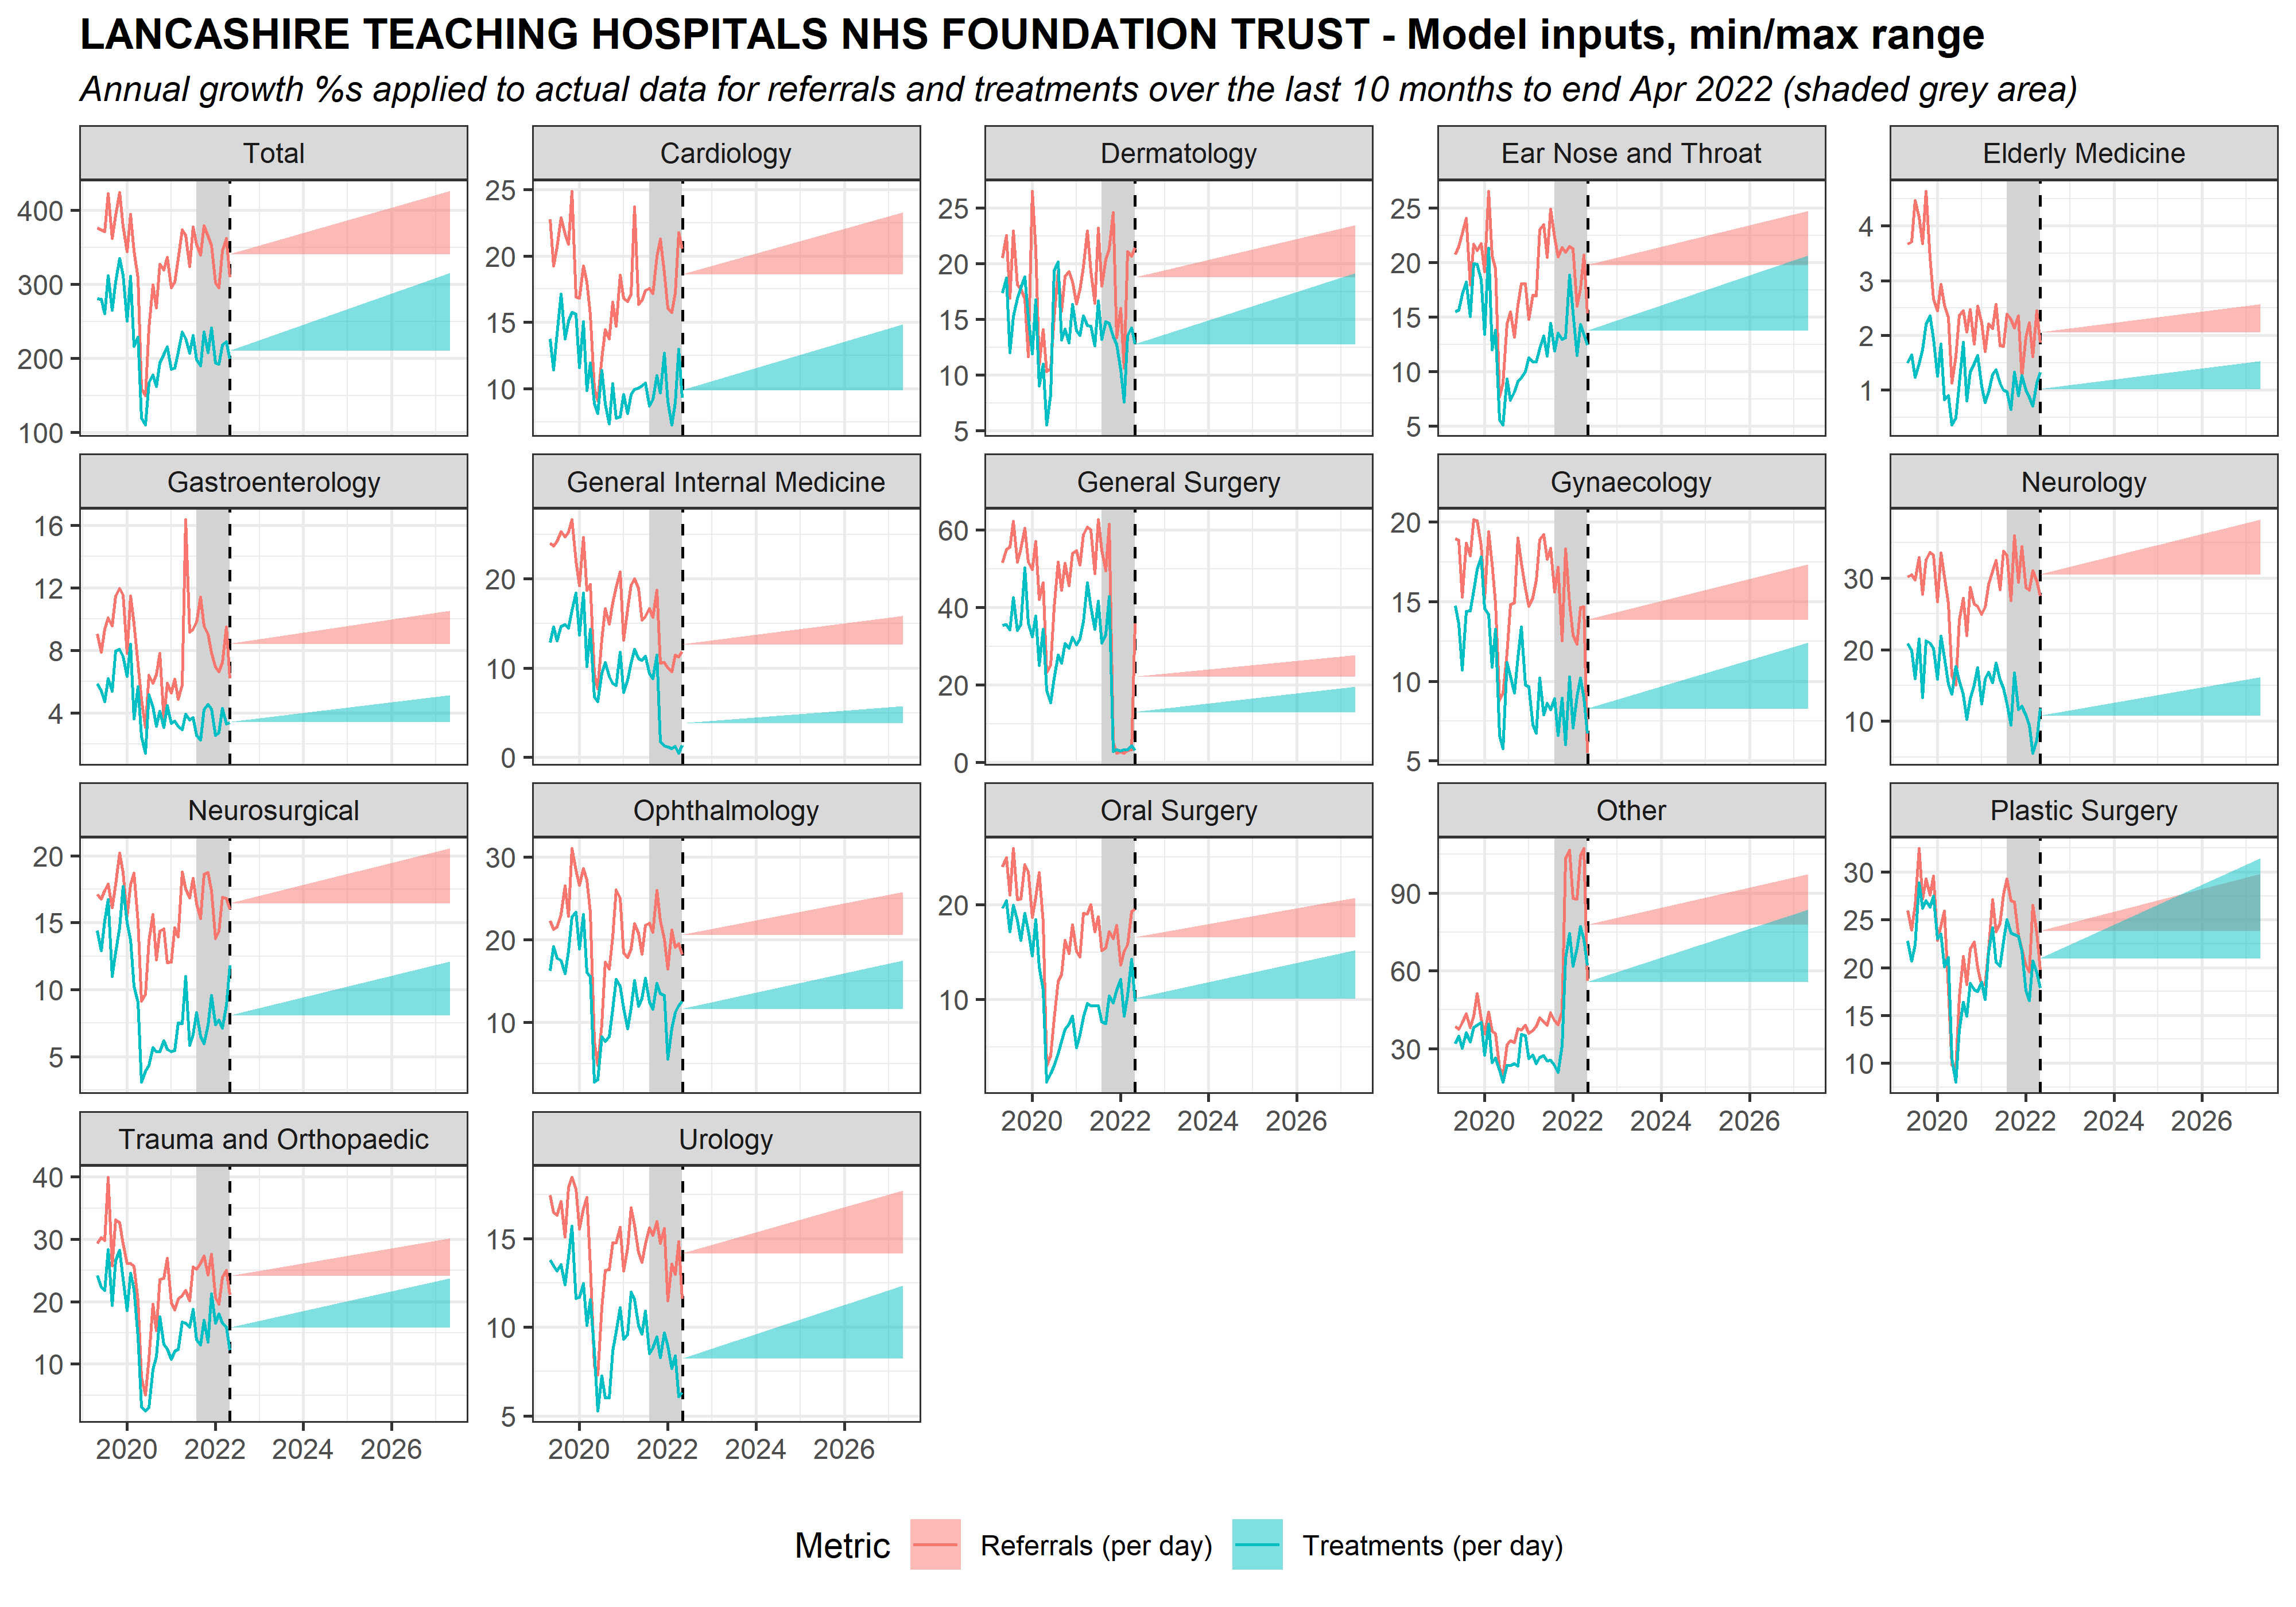 LANCASHIRE TEACHING HOSPITALS NHS FOUNDATION TRUST - Model inputs, min/max range
Annual growth %s applied to actual data for referrals and treatments over the last 10 months to end Apr 2022 (shaded grey area)
Total
400
300
200
100
Cardiology
25
20
15
10
Dermatology
25
20
15
10
5
Ear Nose and Throat
25
20
15
10
5
Elderly Medicine
4
3
2
1
Gastroenterology
16
12
8
4
General Internal Medicine
20
10
0
General Surgery
60
40
20
0
Gynaecology
20
15
10
5
Neurology
30
20
10
Neurosurgical
20
15
10
5
Ophthalmology
30
20
10
Oral Surgery
20
10
2020 2022 2024 2026
Other
90
60
30
2020 2022 2024 2026
Plastic Surgery
30
25
20
15
10
2020 2022 2024 2026
Trauma and Orthopaedic
40
30
20
10
2020 2022 2024 2026
Urology
15
10
5
2020 2022 2024 2026
Metric Referrals (per day) Treatments (per day)